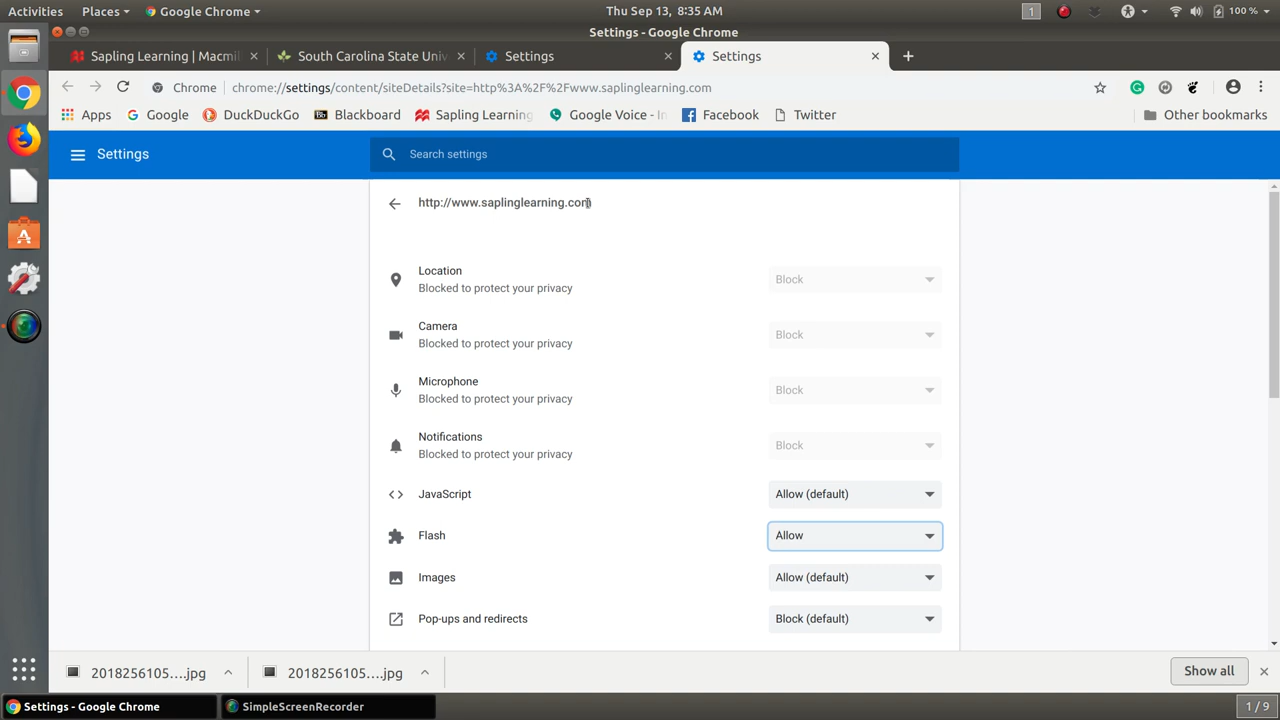 Activities Places Google Chrome Thu Sep 13, 8:35 AM 1 100 %
Settings - Google Chrome
Sapling Learning | Macmil South Carolina State Univ Settings Settings
Chrome chrome://settings/content/siteDetails?site=http%3A%2F%2Fwww.saplinglearning.com
Apps Google DuckDuckGo Bb Blackboard Sapling Learning Google Voice - In Facebook Twitter Other bookmarks
Settings Search settings
http://www.saplinglearning.com
Location
Blocked to protect your privacy Block
Camera
Blocked to protect your privacy Block
Microphone
Blocked to protect your privacy Block
Notifications
Blocked to protect your privacy Block
JavaScript Allow (default)
Flash Allow
Images Allow (default)
Pop-ups and redirects Block (default)
2018256105....jpg 2018256105....jpg Show all
Settings - Google Chrome SimpleScreenRecorder 1 / 9